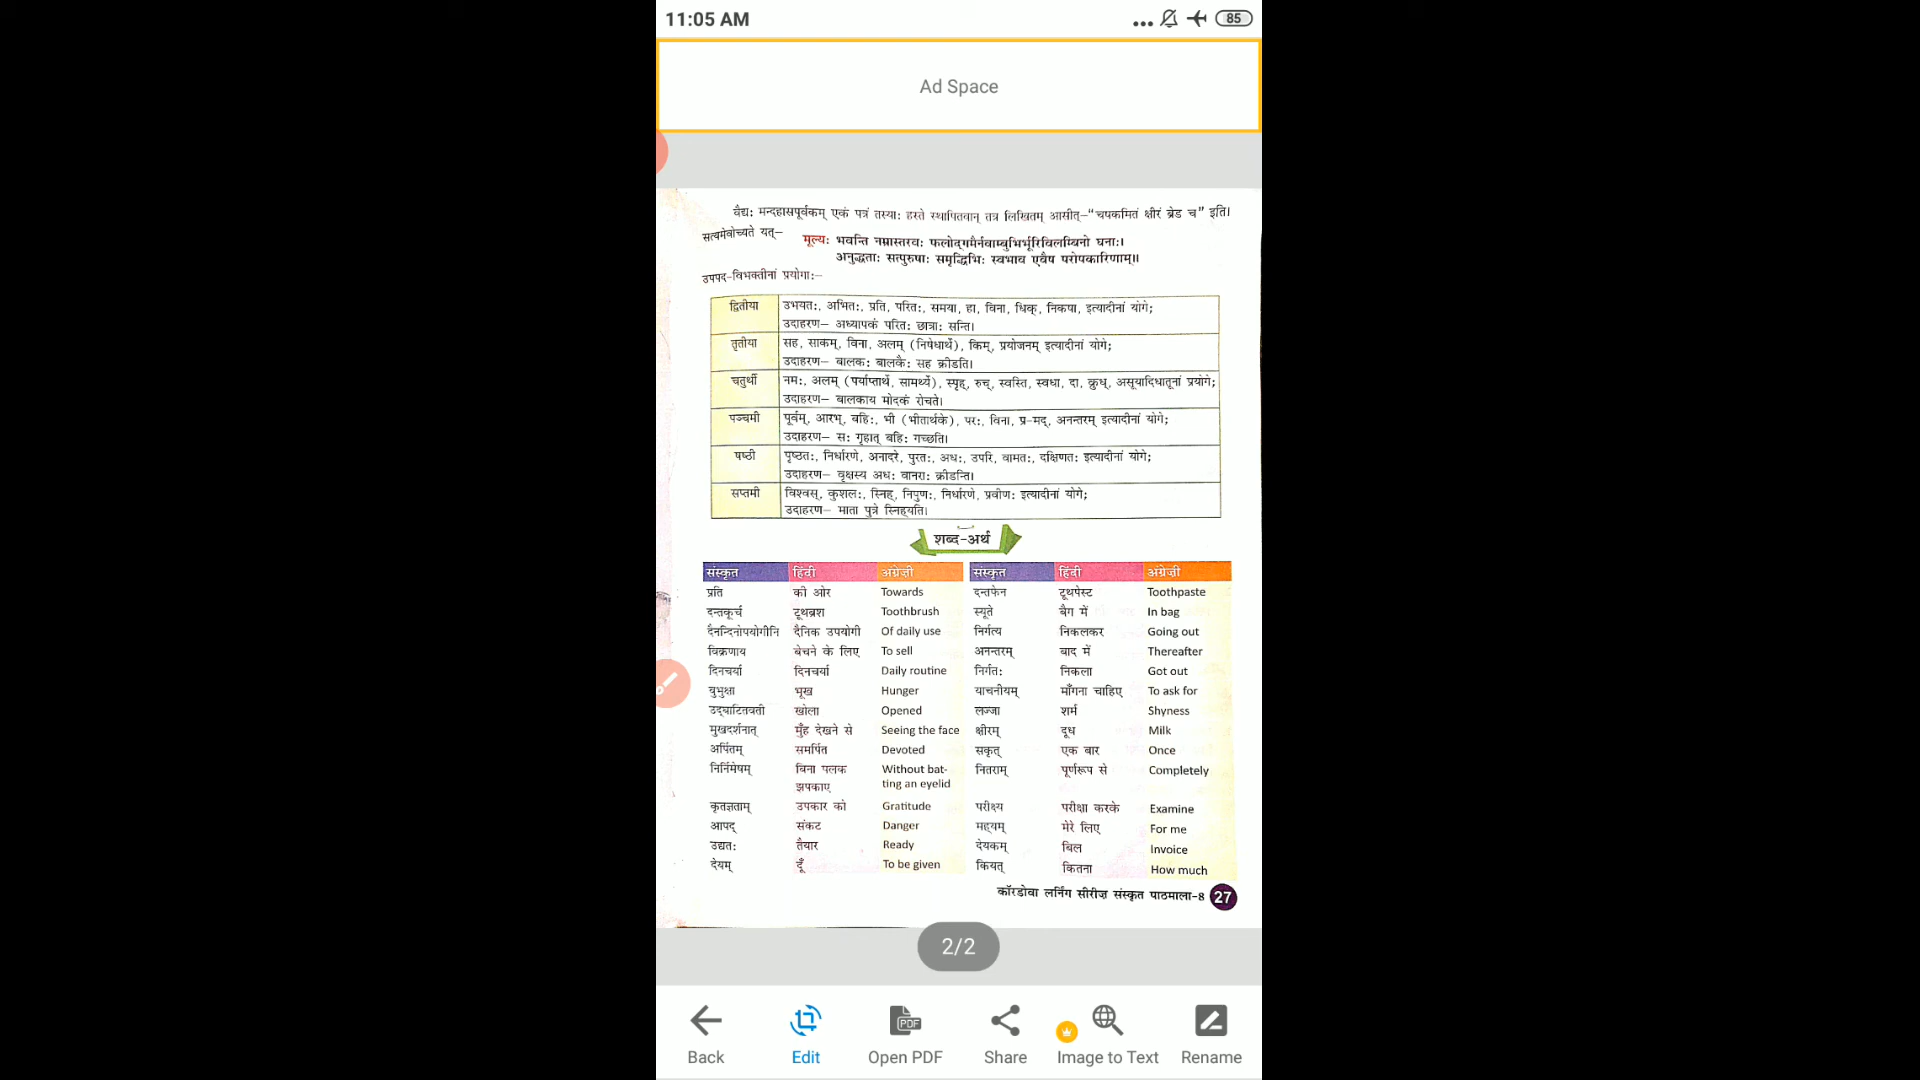 11:05 AM
85
Ad Space
वैद्यः मन्दहासपूर्वकम् एकं पत्रं तस्याः हस्ते स्थापितवान् तत्र लिखितम् आसीत्–“चषकमितं क्षीरं ब्रेड च” इति।
सत्यमेवोच्यते यत्–
मूल्यः भवन्ति नम्रास्तरवः फलोद्गमैर्नवाम्बुभिर्भूरिविलम्बिनो घनाः।
अनुद्धताः सत्पुरुषाः समृद्धिभिः स्वभाव एवैष परोपकारिणाम्॥
उपपद-विभक्तीनां प्रयोगाः–
द्वितीया उभयतः, अभितः, प्रति, परितः, समया, हा, विना, धिक्, निकषा, इत्यादीनां योगे;
उदाहरण– अध्यापकं परितः छात्राः सन्ति।
तृतीया सह, साकम्, विना, अलम् (निषेधार्थे), किम्, प्रयोजनम् इत्यादीनां योगे;
उदाहरण– बालकः बालकैः सह क्रीडति।
चतुर्थी नमः, अलम् (पर्याप्तार्थे, सामर्थ्ये), स्पृह्, रुच्, स्वस्ति, स्वधा, दा, क्रुध्, असूयादिधातूनां प्रयोगे;
उदाहरण– बालकाय मोदकं रोचते।
पञ्चमी पूर्वम्, आरभ्, बहिः, भी (भीतार्थके), परः, विना, प्र-मद्, अनन्तरम् इत्यादीनां योगे;
उदाहरण– सः गृहात् बहिः गच्छति।
षष्ठी पृष्ठतः, निर्धारणे, अनादरे, पुरतः, अधः, उपरि, वामतः, दक्षिणतः इत्यादीनां योगे;
उदाहरण– वृक्षस्य अधः वानराः क्रीडन्ति।
सप्तमी विश्वस्, कुशलः, स्निह्, निपुणः, निर्धारणे, प्रवीणः इत्यादीनां योगे;
उदाहरण– माता पुत्रे स्निह्यति।
शब्द-अर्थ
संस्कृत हिंदी अंग्रेज़ी संस्कृत हिंदी अंग्रेज़ी
प्रति की ओर Towards दन्तफेन टूथपेस्ट Toothpaste
दन्तकूर्च टूथब्रश Toothbrush स्यूते बैग में In bag
दैनन्दिनोपयोगीनि दैनिक उपयोगी Of daily use निर्गत्य निकलकर Going out
विक्रणाय बेचने के लिए To sell अनन्तरम् बाद में Thereafter
दिनचर्या दिनचर्या Daily routine निर्गतः निकला Got out
बुभुक्षा भूख Hunger याचनीयम् माँगना चाहिए To ask for
उद्घाटितवती खोला Opened लज्जा शर्म Shyness
मुखदर्शनात् मुँह देखने से Seeing the face क्षीरम् दूध Milk
अर्पितम् समर्पित Devoted सकृत् एक बार Once
निर्निमेषम् बिना पलक Without bat- नितराम् पूर्णरूप से Completely
झपकाए ting an eyelid
कृतज्ञताम् उपकार को Gratitude परीक्ष्य परीक्षा करके Examine
आपद् संकट Danger मह्यम् मेरे लिए For me
उद्यतः तैयार Ready देयकम् बिल Invoice
देयम् दूँ To be given कियत् कितना How much
कॉरडोवा लर्निंग सीरीज़ संस्कृत पाठमाला-8 27
2/2
Back Edit Open PDF Share Image to Text Rename
PDF